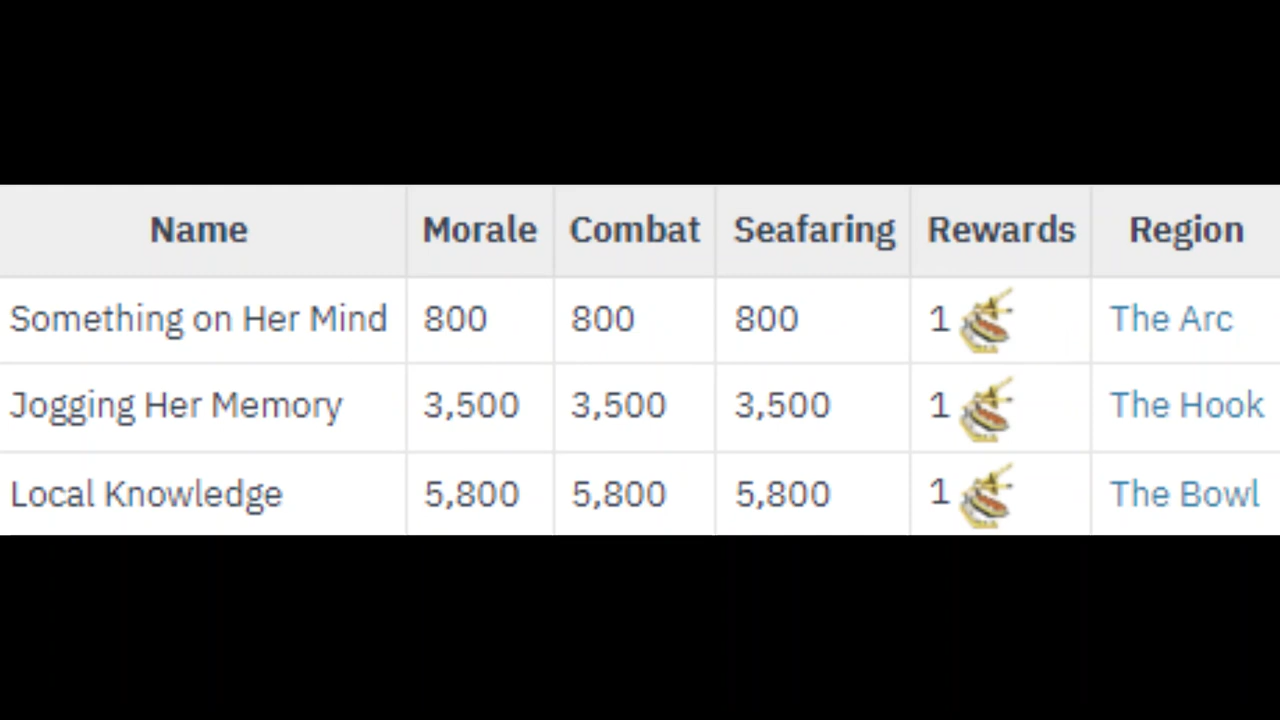 Name Morale Combat Seafaring Rewards Region
Something on Her Mind 800 800 800 1 The Arc
Jogging Her Memory 3,500 3,500 3,500 1 The Hook
Local Knowledge 5,800 5,800 5,800 1 The Bowl